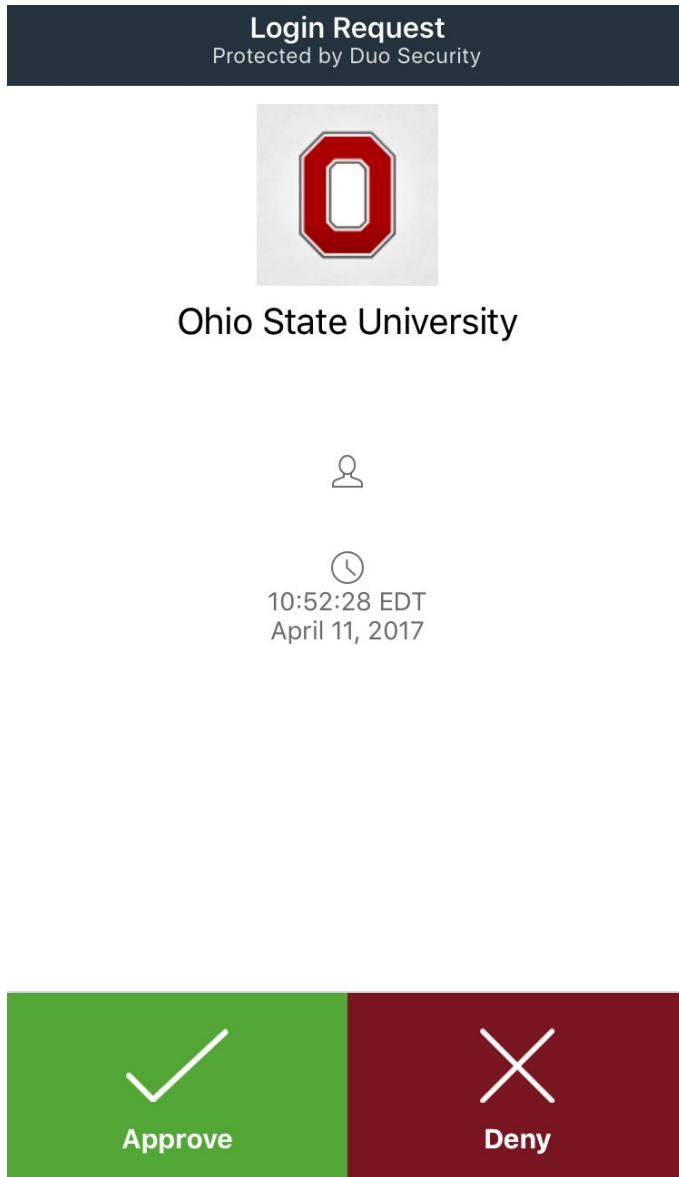 Login Request
Protected by Duo Security
O
Ohio State University
10:52:28 EDT
April 11, 2017
Approve
Deny